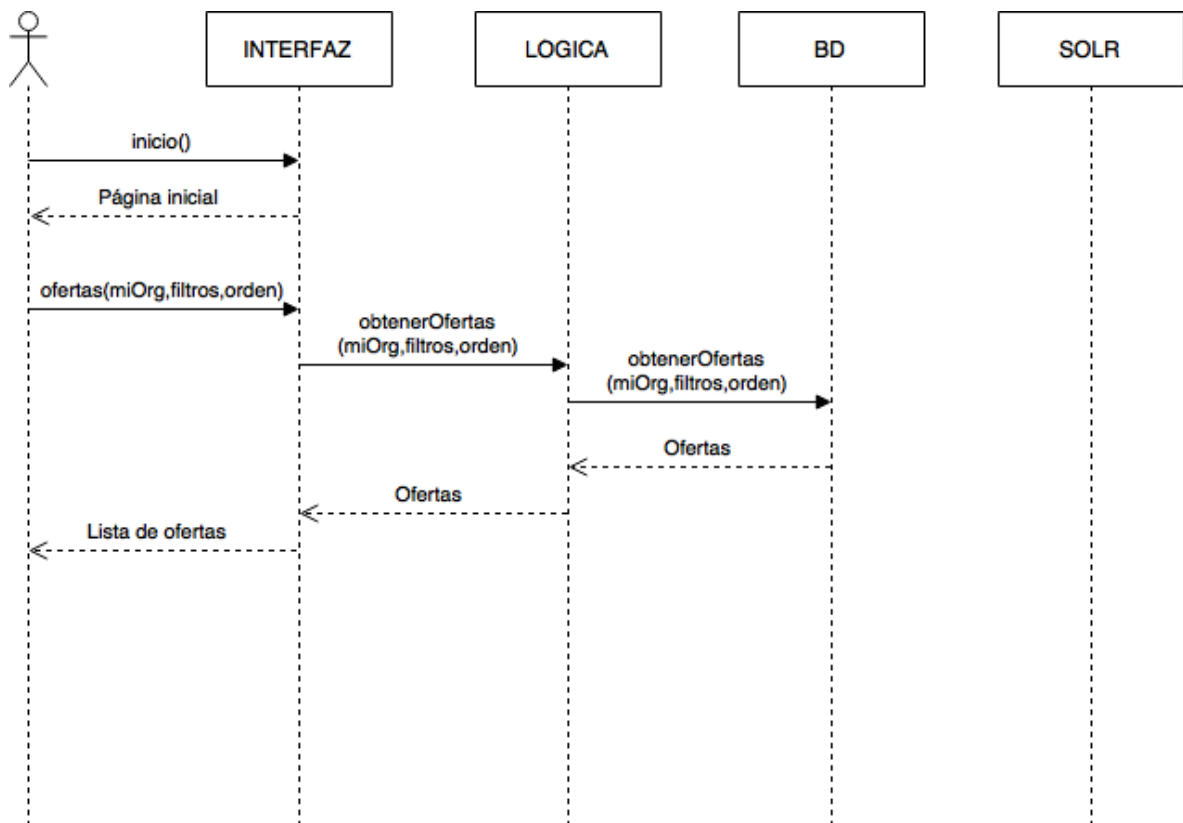 INTERFAZ
LOGICA
BD
SOLR
inicio()
Página inicial
ofertas(miOrg,filtros,orden)
obtenerOfertas
(miOrg,filtros,orden)
obtenerOfertas
(miOrg,filtros,orden)
Ofertas
Ofertas
Lista de ofertas